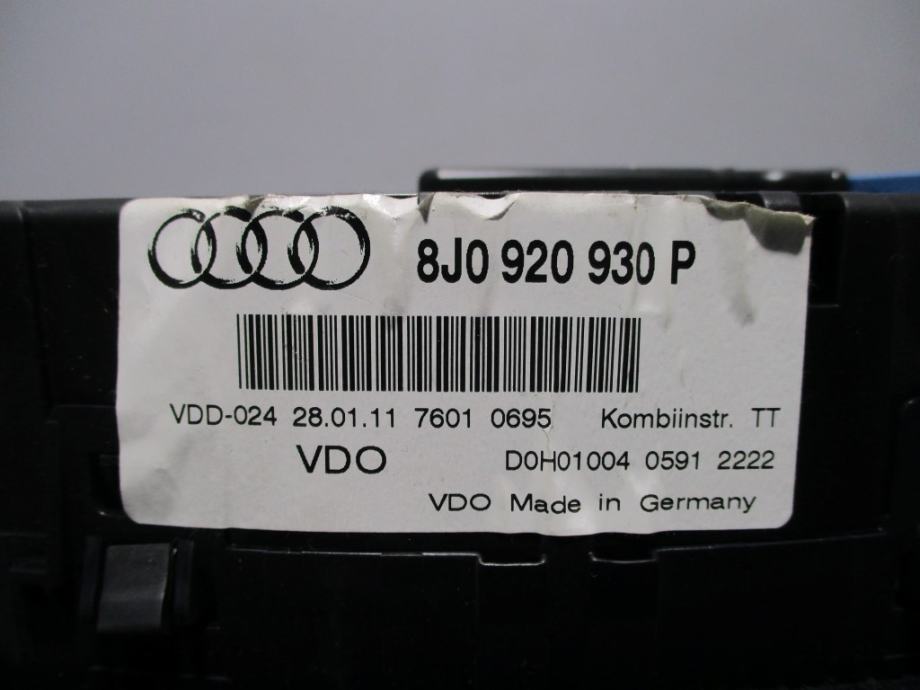 8J0 920 930 P
VDD-024 28.01.11 7601 0695 Kombiinstr. TT
VDO D0H01004 0591 2222
VDO Made in Germany